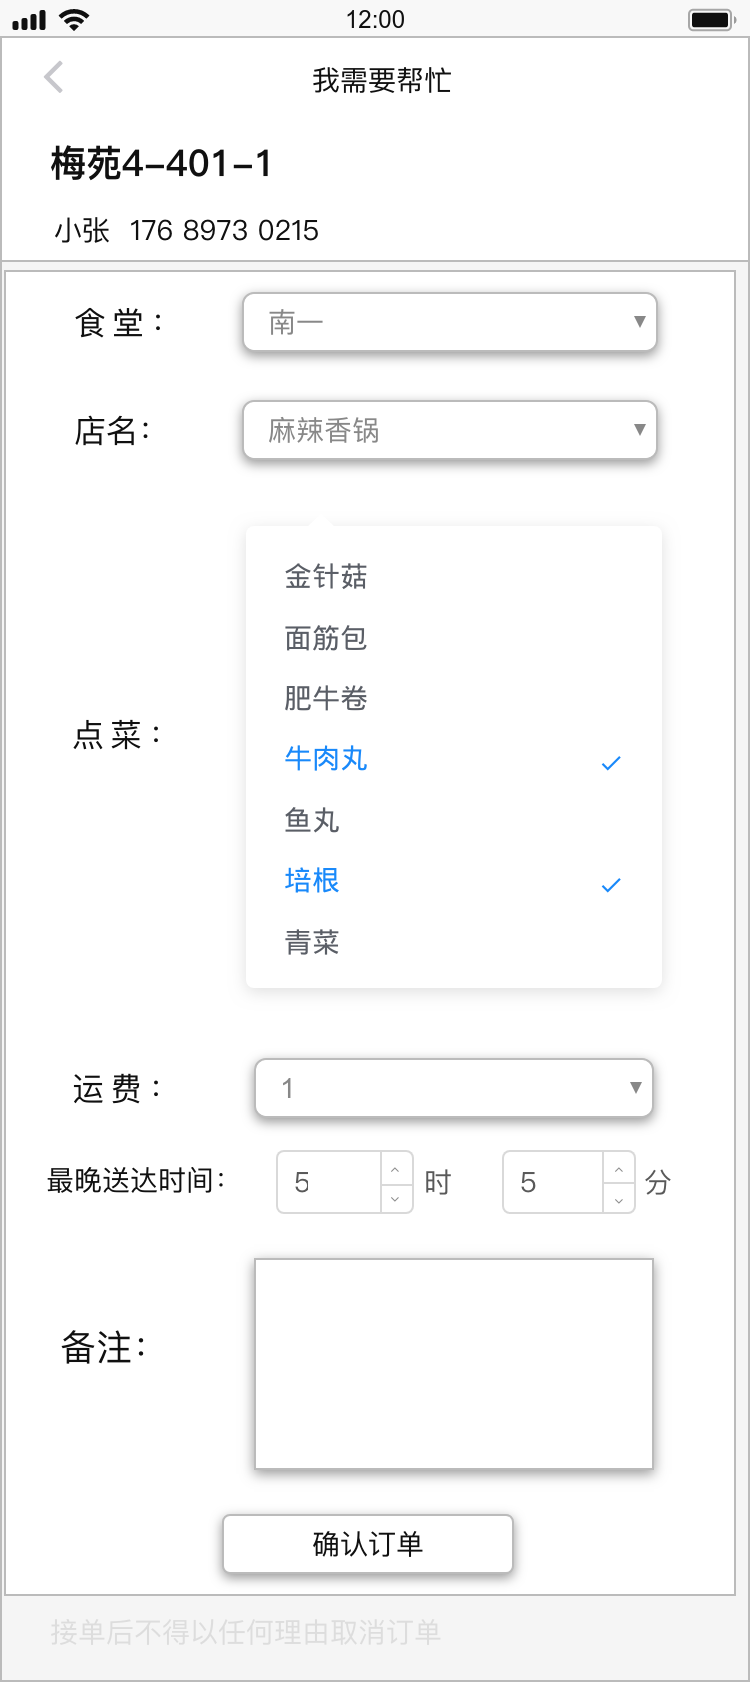 12:00
我需要帮忙
梅苑4-401-1
小张 176 8973 0215
食 堂： 南一
店名： 麻辣香锅
金针菇
面筋包
肥牛卷
点 菜：
牛肉丸
鱼丸
培根
青菜
运 费： 1
最晚送达时间： 5 时 5 分
备注：
确认订单
接单后不得以任何理由取消订单